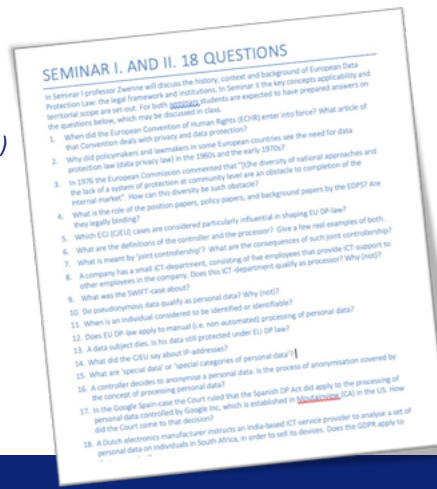 SEMINAR I. AND II. 18 QUESTIONS
In Seminar I professor Zwenne will discuss the history, context and background of European Data
Protection Law: the legal framework and institutions. In Seminar II the key concepts applicability and
territorial scope are set-out. For both seminars students are expected to have prepared answers on
the questions below, which may be discussed in class.
1. When did the European Convention of Human Rights (ECHR) enter into force? What article of
that Convention deals with privacy and data protection?
2. Why did policymakers and lawmakers in some European countries see the need for data
protection law (data privacy law) in the 1960s and the early 1970s?
3. In 1976 the European Commission commented that "[t]he diversity of national approaches and
the lack of a system of protection at community level are an obstacle to completion of the
internal market". How can this diversity be such obstacle?
4. What is the role of the position papers, policy papers, and background papers by the EDPS? Are
they legally binding?
5. Which ECJ (CJEU) cases are considered particularly influential in shaping EU DP-law?
6. What are the definitions of the controller and the processor? Give a few real examples of both.
7. What is meant by 'joint controllership'? What are the consequences of such joint controllership?
8. A company has a small ICT-department, consisting of five employees that provide ICT-support to
other employees in the company. Does this ICT-department qualify as processor? Why (not)?
9. What was the SWIFT-case about?
10. Do pseudonymous data qualify as personal data? Why (not)?
11. When is an individual considered to be identified or identifiable?
12. Does EU DP-law apply to manual (i.e. non-automated) processing of personal data?
13. A data subject dies. Is his data still protected under EU DP law?
14. What did the CJEU say about IP-addresses?
15. What are 'special data' or 'special categories of personal data'?
16. A controller decides to anonymise a personal data. Is the process of anonymisation covered by
the concept of processing personal data?
17. In the Google Spain-case the Court ruled that the Spanish DP Act did apply to the processing of
personal data controlled by Google Inc, which is established in Moutainview (CA) in the US. How
did the Court come to that decision?
18. A Dutch electronics manufacturer instructs an India-based ICT-service provider to analyse a set of
personal data on individuals in South Africa, in order to sell its devices. Does the GDPR apply to